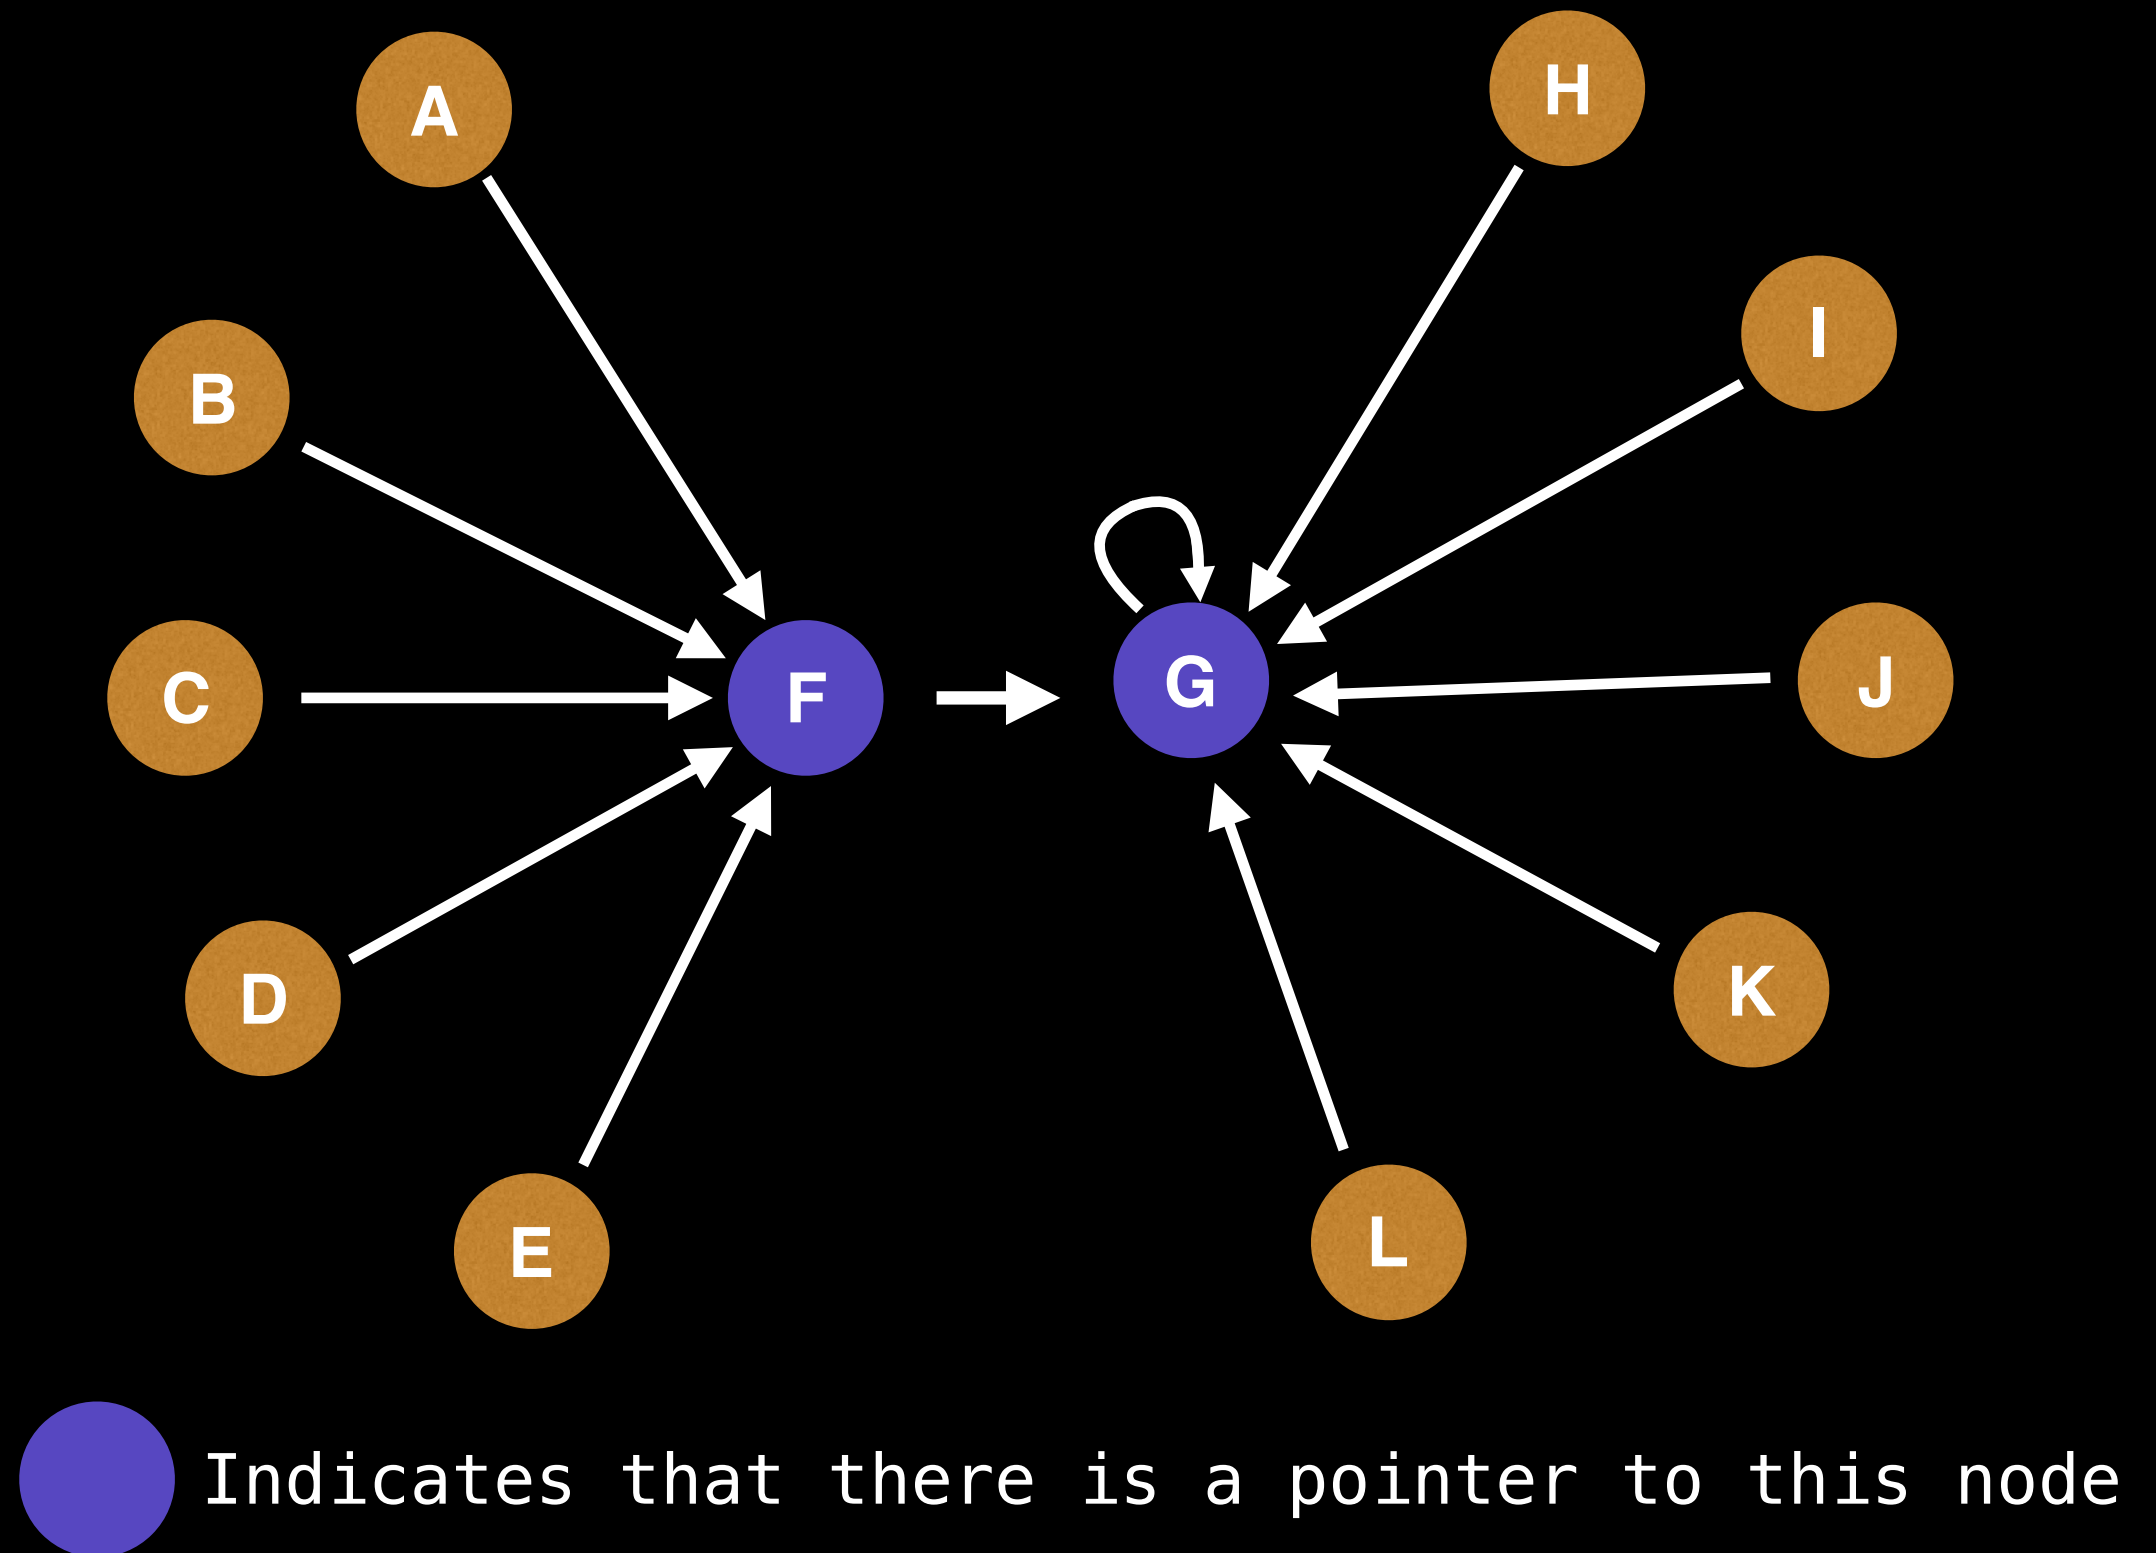 A
H
I
B
C
F
G
J
D
K
E
L
Indicates that there is a pointer to this node